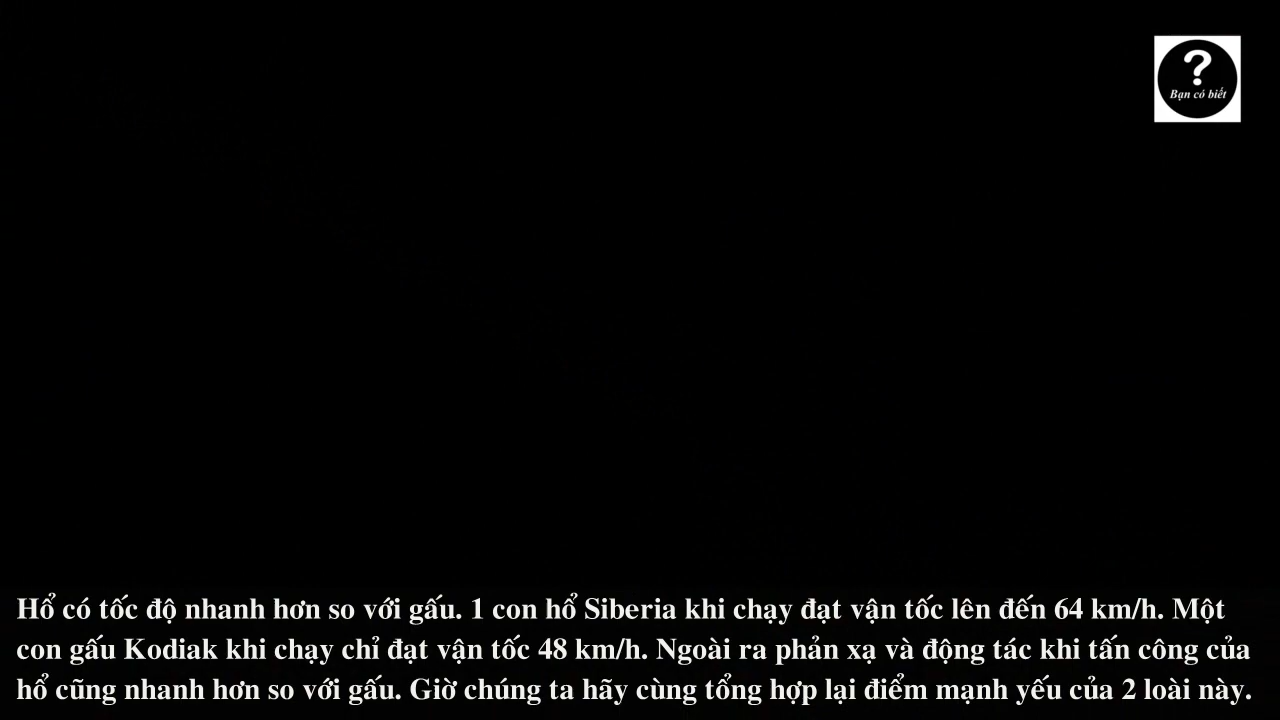 ?
Bạn có biết
Hổ có tốc độ nhanh hơn so với gấu. 1 con hổ Siberia khi chạy đạt vận tốc lên đến 64 km/h. Một
con gấu Kodiak khi chạy chỉ đạt vận tốc 48 km/h. Ngoài ra phản xạ và động tác khi tấn công của
hổ cũng nhanh hơn so với gấu. Giờ chúng ta hãy cùng tổng hợp lại điểm mạnh yếu của 2 loài này.